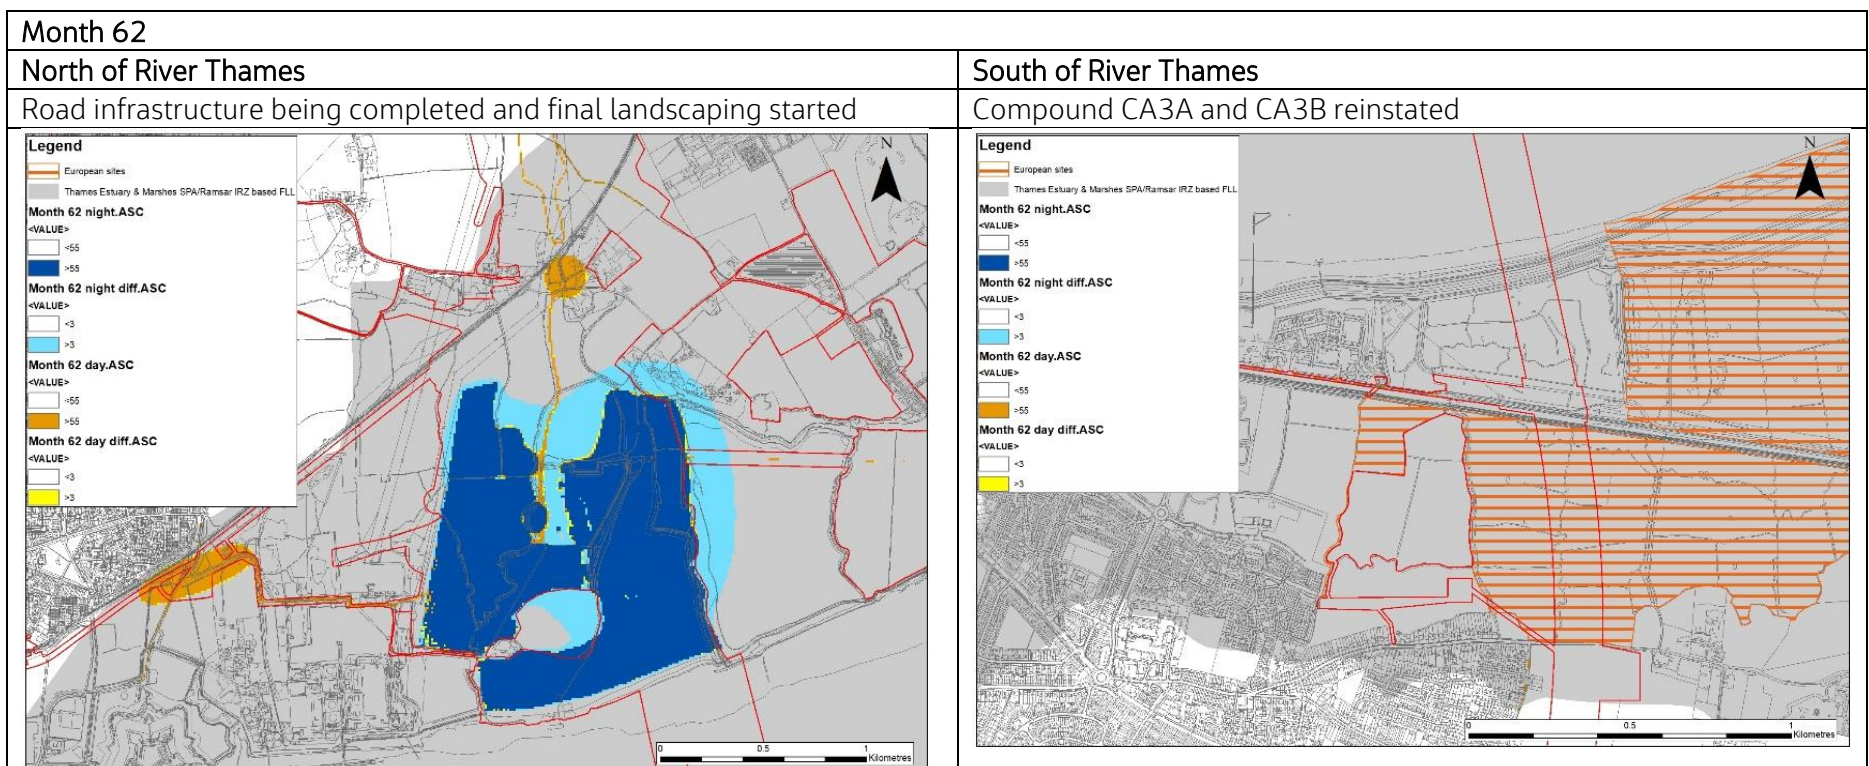 Month 62
North of River Thames
South of River Thames
Road infrastructure being completed and final landscaping started
Compound CA3A and CA3B reinstated
Legend
European sites
Thames Estuary & Marshes SPA/Ramsar IRZ based FLL
Month 62 night.ASC
<VALUE>
<55
>55
Month 62 night diff.ASC
<VALUE>
<3
>3
Month 62 day.ASC
<VALUE>
<55
>55
Month 62 day diff.ASC
<VALUE>
<3
>3
N
0 0.5 1
Kilometres
Legend
European sites
Thames Estuary & Marshes SPA/Ramsar IRZ based FLL
Month 62 night.ASC
<VALUE>
<55
>55
Month 62 night diff.ASC
<VALUE>
<3
>3
Month 62 day.ASC
<VALUE>
<55
>55
Month 62 day diff.ASC
<VALUE>
<3
>3
N
0 0.5 1
Kilometres